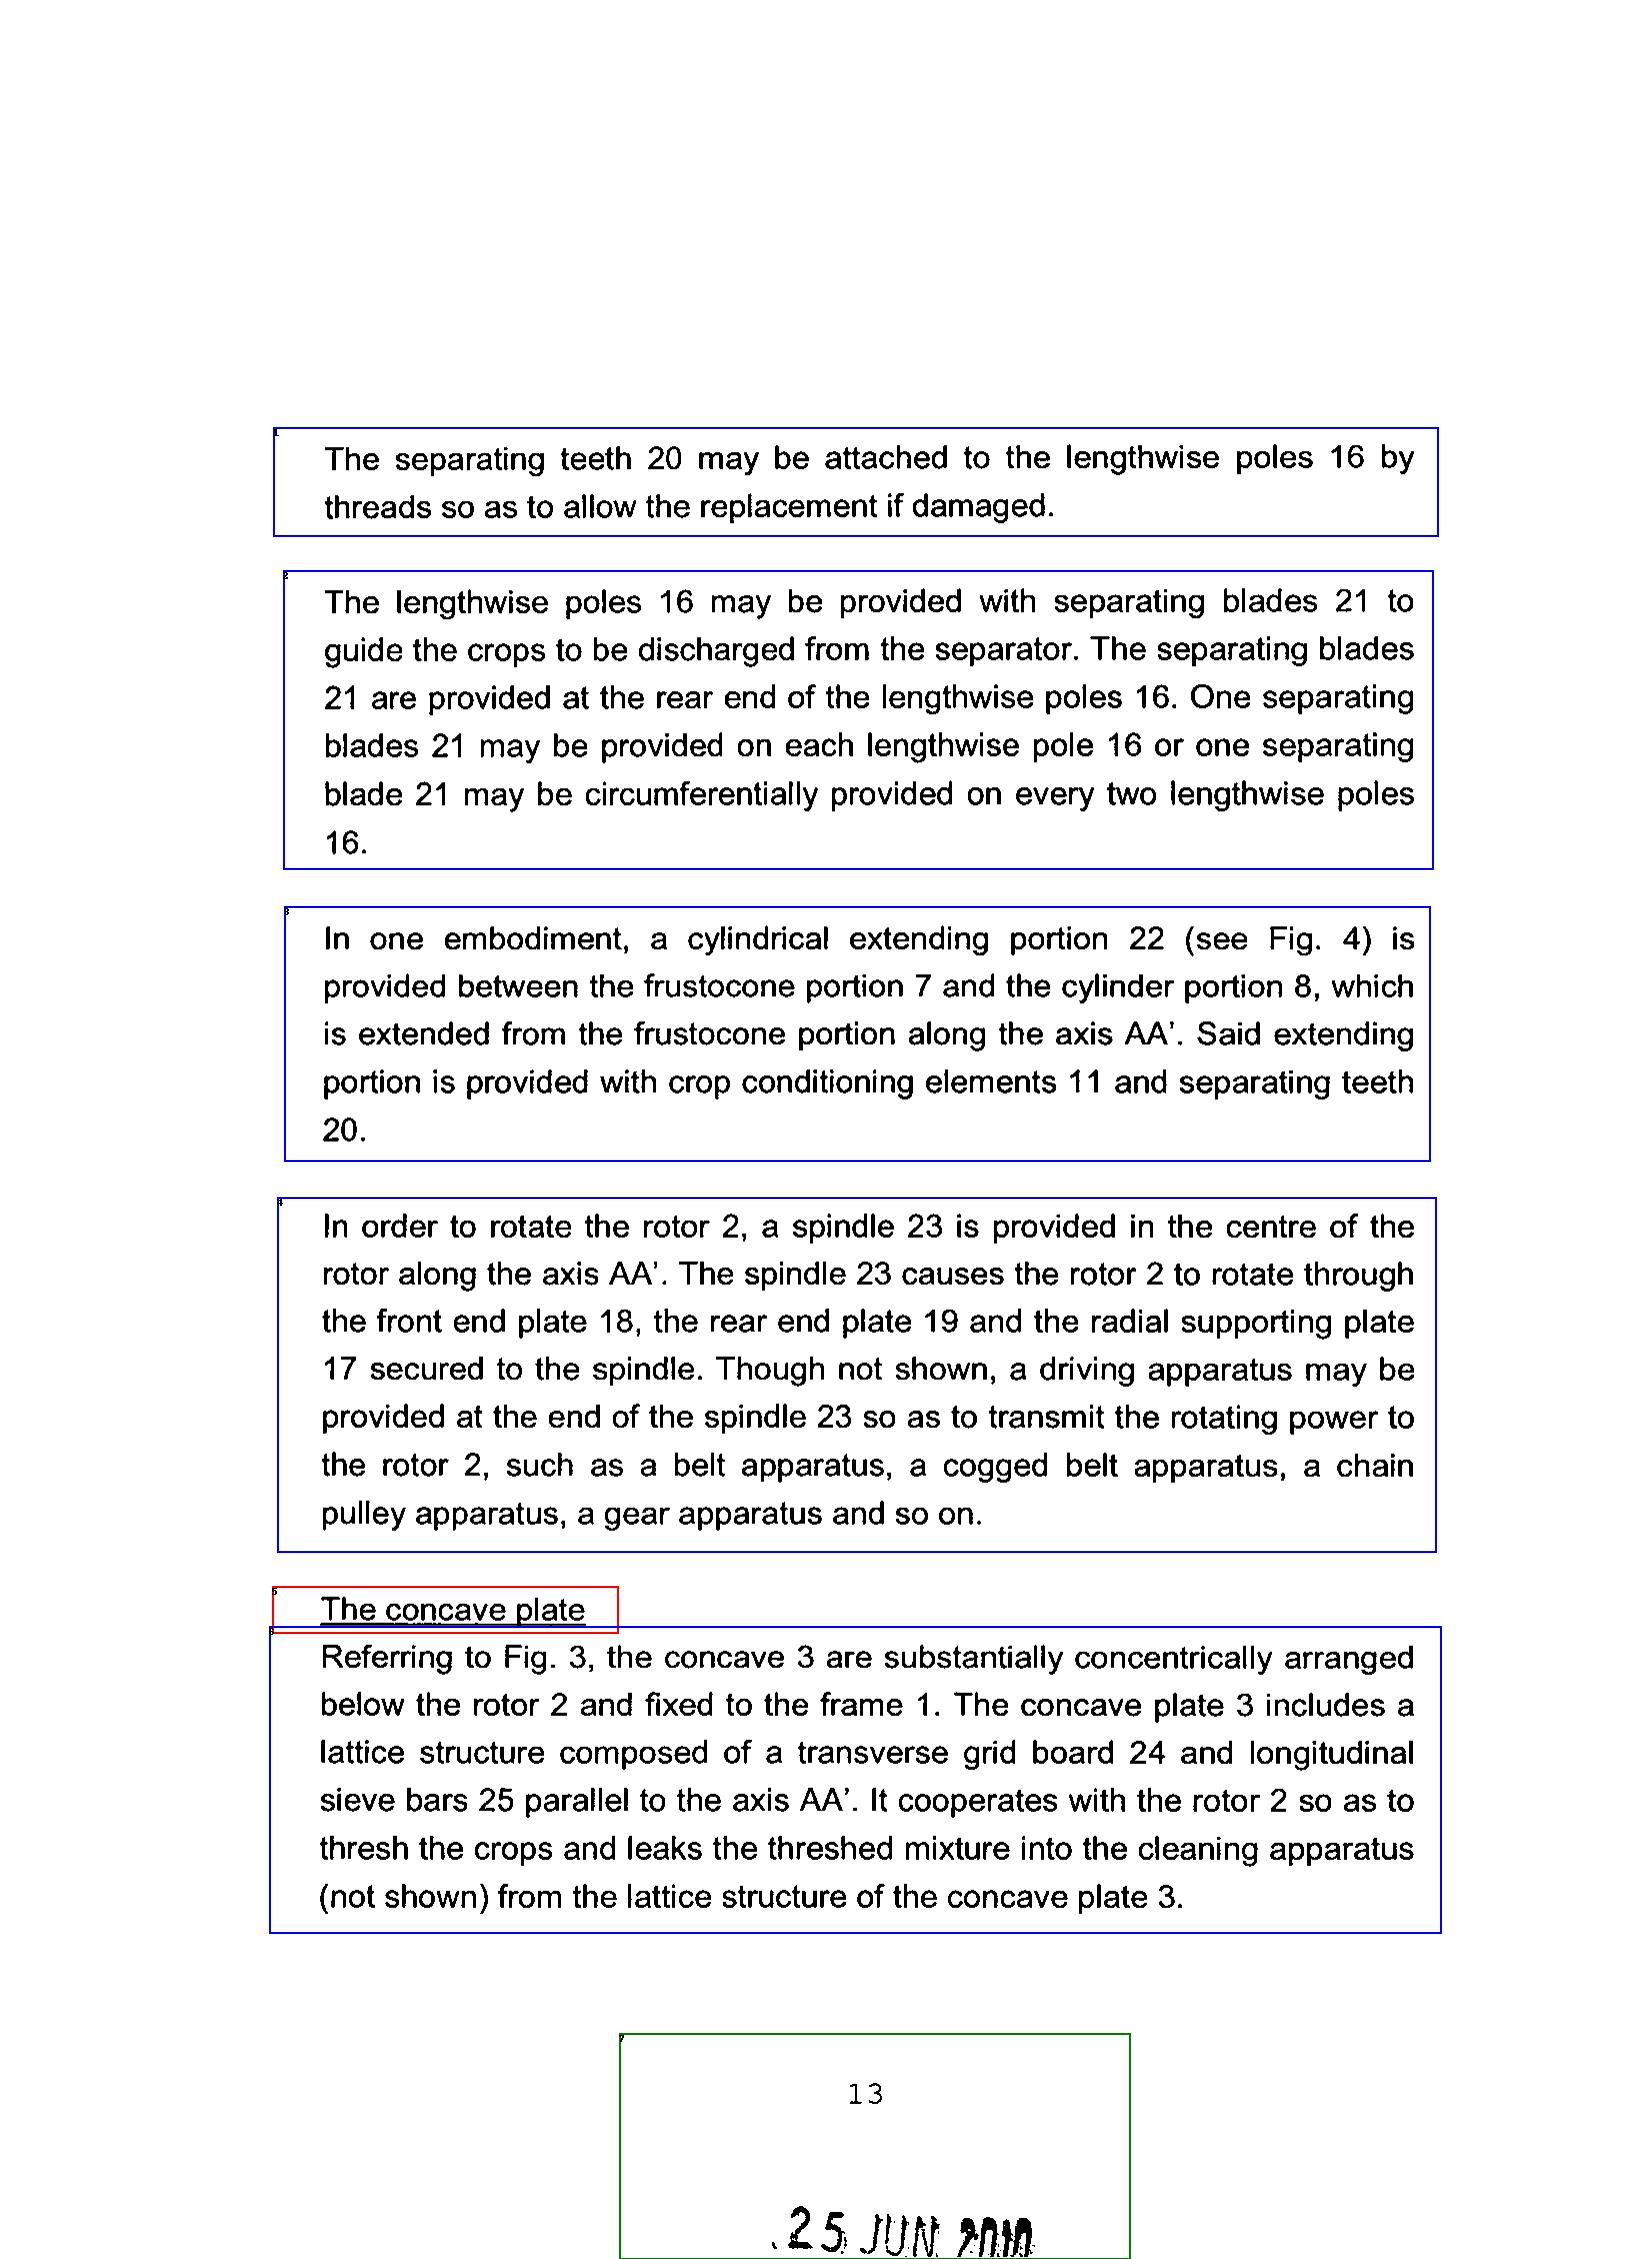 The separating teeth 20 may be attached to the lengthwise poles 16 by
threads so as to allow the replacement if damaged.
The lengthwise poles 16 may be provided with separating blades 21 to
guide the crops to be discharged from the separator. The separating blades
21 are provided at the rear end of the lengthwise poles 16. One separating
blades 21 may be provided on each lengthwise pole 16 or one separating
blade 21 may be circumferentially provided on every two lengthwise poles
16.
In one embodiment, a cylindrical extending portion 22 (see Fig. 4) is
provided between the frustocone portion 7 and the cylinder portion 8, which
is extended from the frustocone portion along the axis AA'. Said extending
portion is provided with crop conditioning elements 11 and separating teeth
20.
In order to rotate the rotor 2, a spindle 23 is provided in the centre of the
rotor along the axis AA'. The spindle 23 causes the rotor 2 to rotate through
the front end plate 18, the rear end plate 19 and the radial supporting plate
17 secured to the spindle. Though not shown, a driving apparatus may be
provided at the end of the spindle 23 so as to transmit the rotating power to
the rotor 2, such as a belt apparatus, a cogged belt apparatus, a chain
pulley apparatus, a gear apparatus and so on.
The concave plate
Referring to Fig. 3, the concave 3 are substantially concentrically arranged
below the rotor 2 and fixed to the frame 1. The concave plate 3 includes a
lattice structure composed of a transverse grid board 24 and longitudinal
sieve bars 25 parallel to the axis AA'. It cooperates with the rotor 2 so as to
thresh the crops and leaks the threshed mixture into the cleaning apparatus
(not shown) from the lattice structure of the concave plate 3.
13
25 JUN